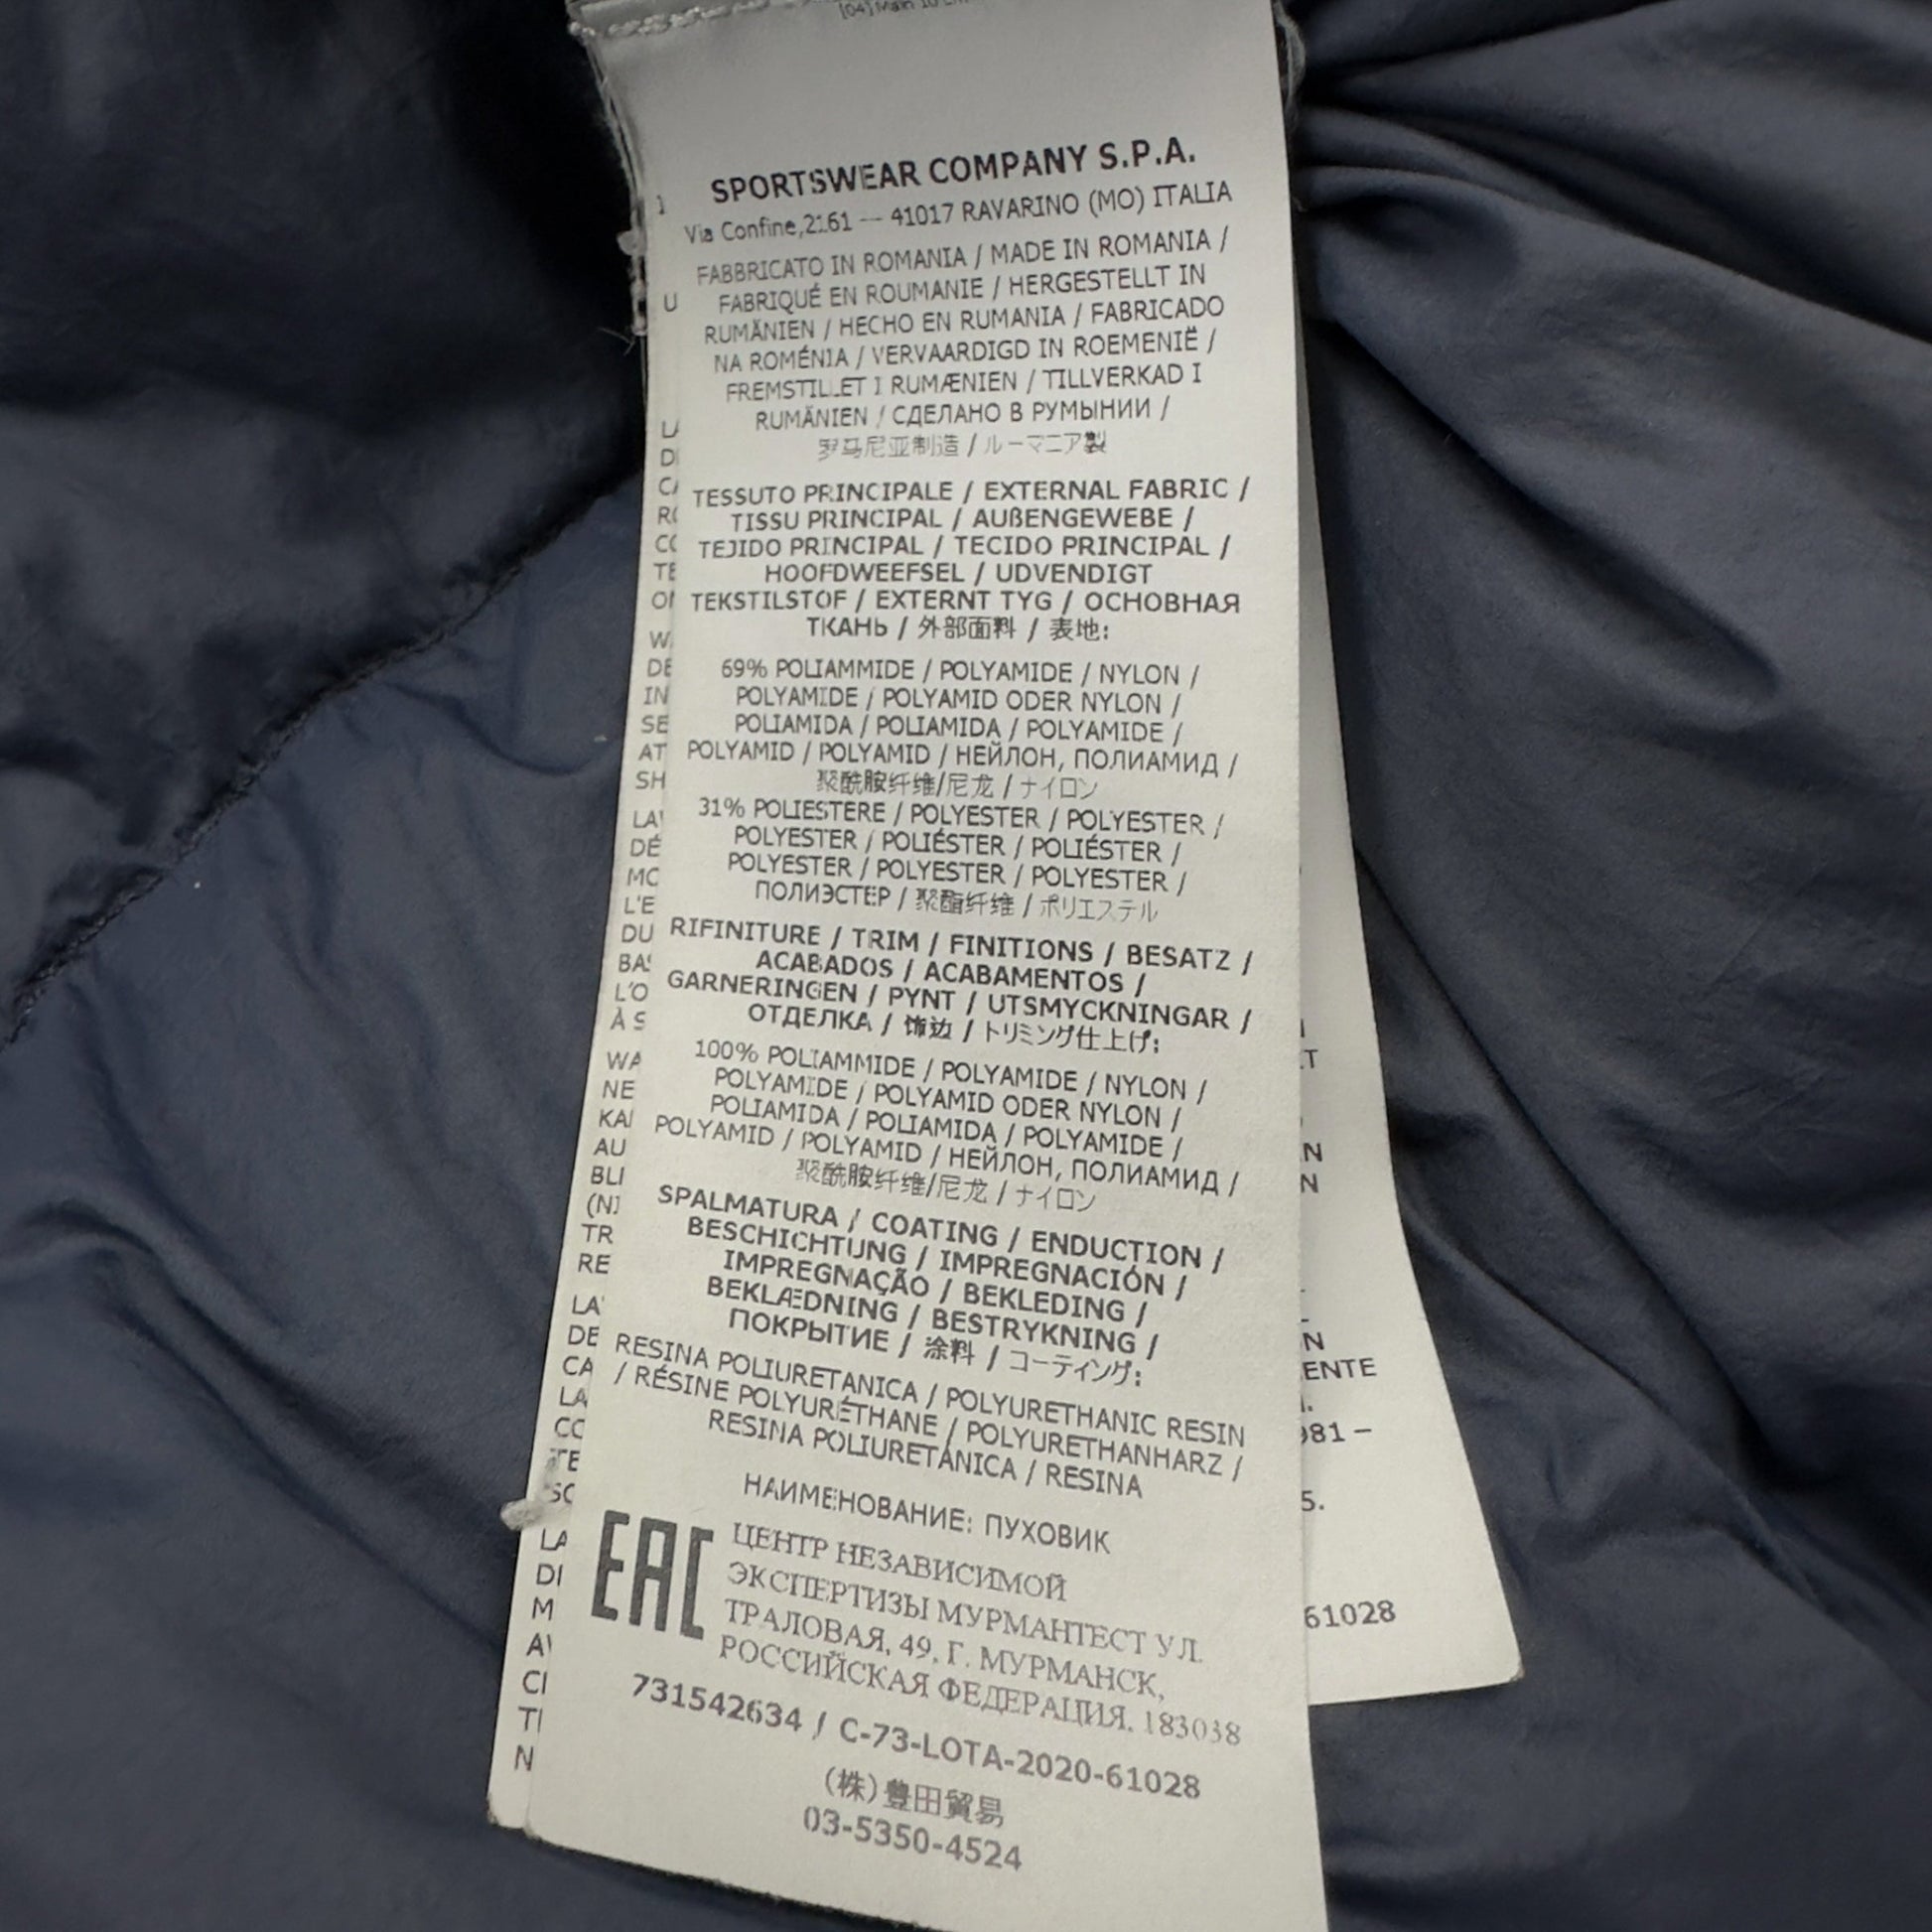 SPORTSWEAR COMPANY S.P.A.
Via Confine,2161 — 41017 RAVARINO (MO) ITALIA
FABBRICATO IN ROMANIA / MADE IN ROMANIA /
FABRIQUÉ EN ROUMANIE / HERGESTELLT IN
RUMÄNIEN / HECHO EN RUMANIA / FABRICADO
NA ROMÉNIA / VERVAARDIGD IN ROEMENIË /
FREMSTILLET I RUMÆNIEN / TILLVERKAD I
RUMÄNIEN / СДЕЛАНО В РУМЫНИИ /
罗马尼亚制造 / ルーマニア製
TESSUTO PRINCIPALE / EXTERNAL FABRIC /
TISSU PRINCIPAL / AUßENGEWEBE /
TEJIDO PRINCIPAL / TECIDO PRINCIPAL /
HOOFDWEEFSEL / UDVENDIGT
TEKSTILSTOF / EXTERNT TYG / ОСНОВНАЯ
ТКАНЬ / 外部面料 / 表地:
69% POLIAMMIDE / POLYAMIDE / NYLON /
POLYAMIDE / POLYAMID ODER NYLON /
POLIAMIDA / POLIAMIDA / POLYAMIDE /
POLYAMID / POLYAMID / НЕЙЛОН, ПОЛИАМИД /
聚酰胺纤维/尼龙 / ナイロン
31% POLIESTERE / POLYESTER / POLYESTER /
POLYESTER / POLIÉSTER / POLIÉSTER /
POLYESTER / POLYESTER / POLYESTER /
ПОЛИЭСТЕР / 聚酯纤维 / ポリエステル
RIFINITURE / TRIM / FINITIONS / BESATZ /
ACABADOS / ACABAMENTOS /
GARNERINGEN / PYNT / UTSMYCKNINGAR /
ОТДЕЛКА / 饰边 / トリミング仕上げ:
100% POLIAMMIDE / POLYAMIDE / NYLON /
POLYAMIDE / POLYAMID ODER NYLON /
POLIAMIDA / POLIAMIDA / POLYAMIDE /
POLYAMID / POLYAMID / НЕЙЛОН, ПОЛИАМИД /
聚酰胺纤维/尼龙 / ナイロン
SPALMATURA / COATING / ENDUCTION /
BESCHICHTUNG / IMPREGNACIÓN /
IMPREGNAÇÃO / BEKLEDING /
BEKLÆDNING / BESTRYKNING /
ПОКРЫТИЕ / 涂料 / コーティング:
RESINA POLIURETANICA / POLYURETHANIC RESIN
/ RÉSINE POLYURÉTHANE / POLYURETHANHARZ /
RESINA POLIURETÁNICA / RESINA
НАИМЕНОВАНИЕ: ПУХОВИК
EAC
ЦЕНТР НЕЗАВИСИМОЙ
ЭКСПЕРТИЗЫ МУРМАНТЕСТ УЛ.
ТРАЛОВАЯ, 49, Г. МУРМАНСК,
РОССИЙСКАЯ ФЕДЕРАЦИЯ, 183038
731542634 / C-73-LOTA-2020-61028
(株)豊田貿易
03-5350-4524
61028